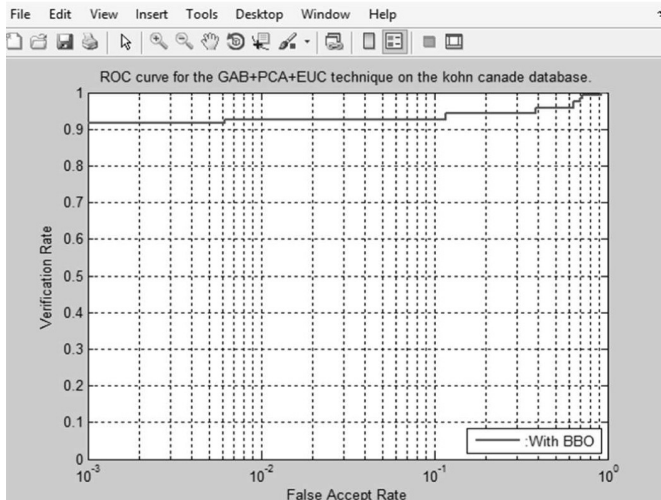 File Edit View Insert Tools Desktop Window Help
ROC curve for the GAB+PCA+EUC technique on the kohn canade database.
1
0.9
0.8
0.7
0.6
0.5
0.4
0.3
0.2
0.1
0
Verification Rate
:With BBO
10^-3 10^-2 10^-1 10^0
False Accept Rate